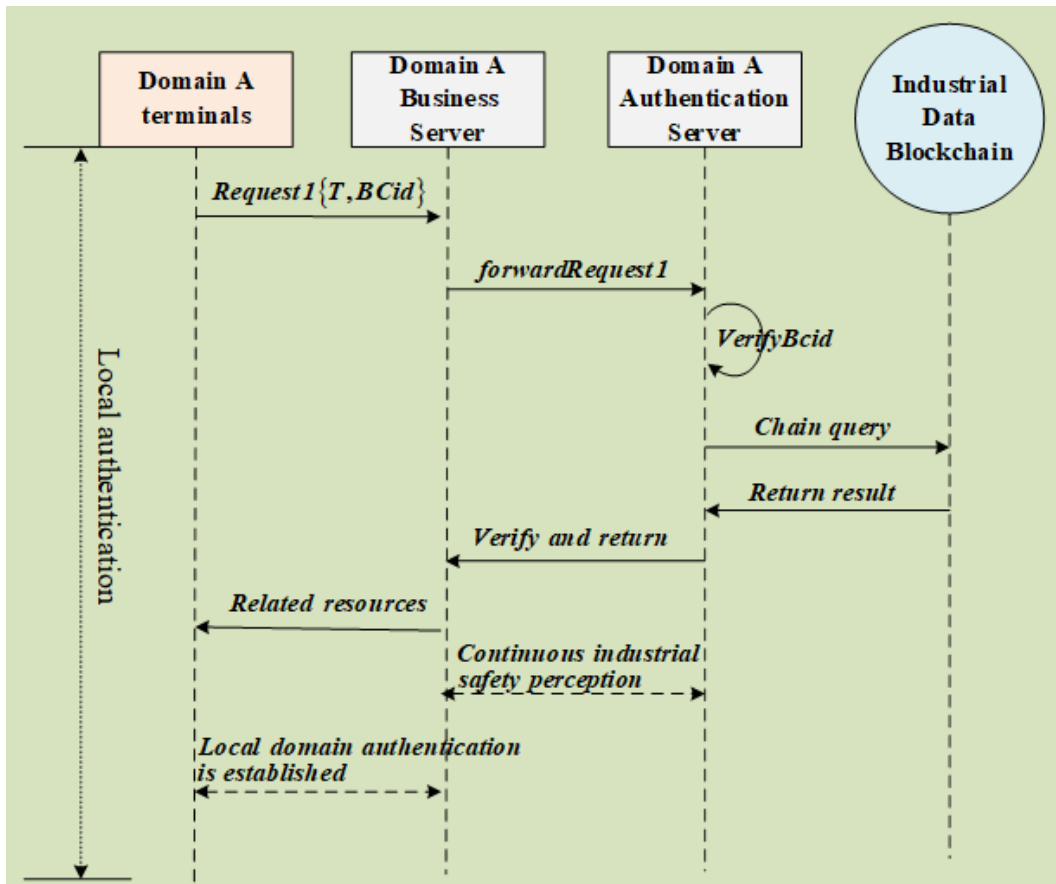 Domain A
terminals
Domain A
Business
Server
Domain A
Authentication
Server
Industrial
Data
Blockchain
Request1{T,BCid}
forwardRequest1
VerifyBcid
Chain query
Return result
Verify and return
Related resources
Continuous industrial
safety perception
Local domain authentication
is established
Local authentication